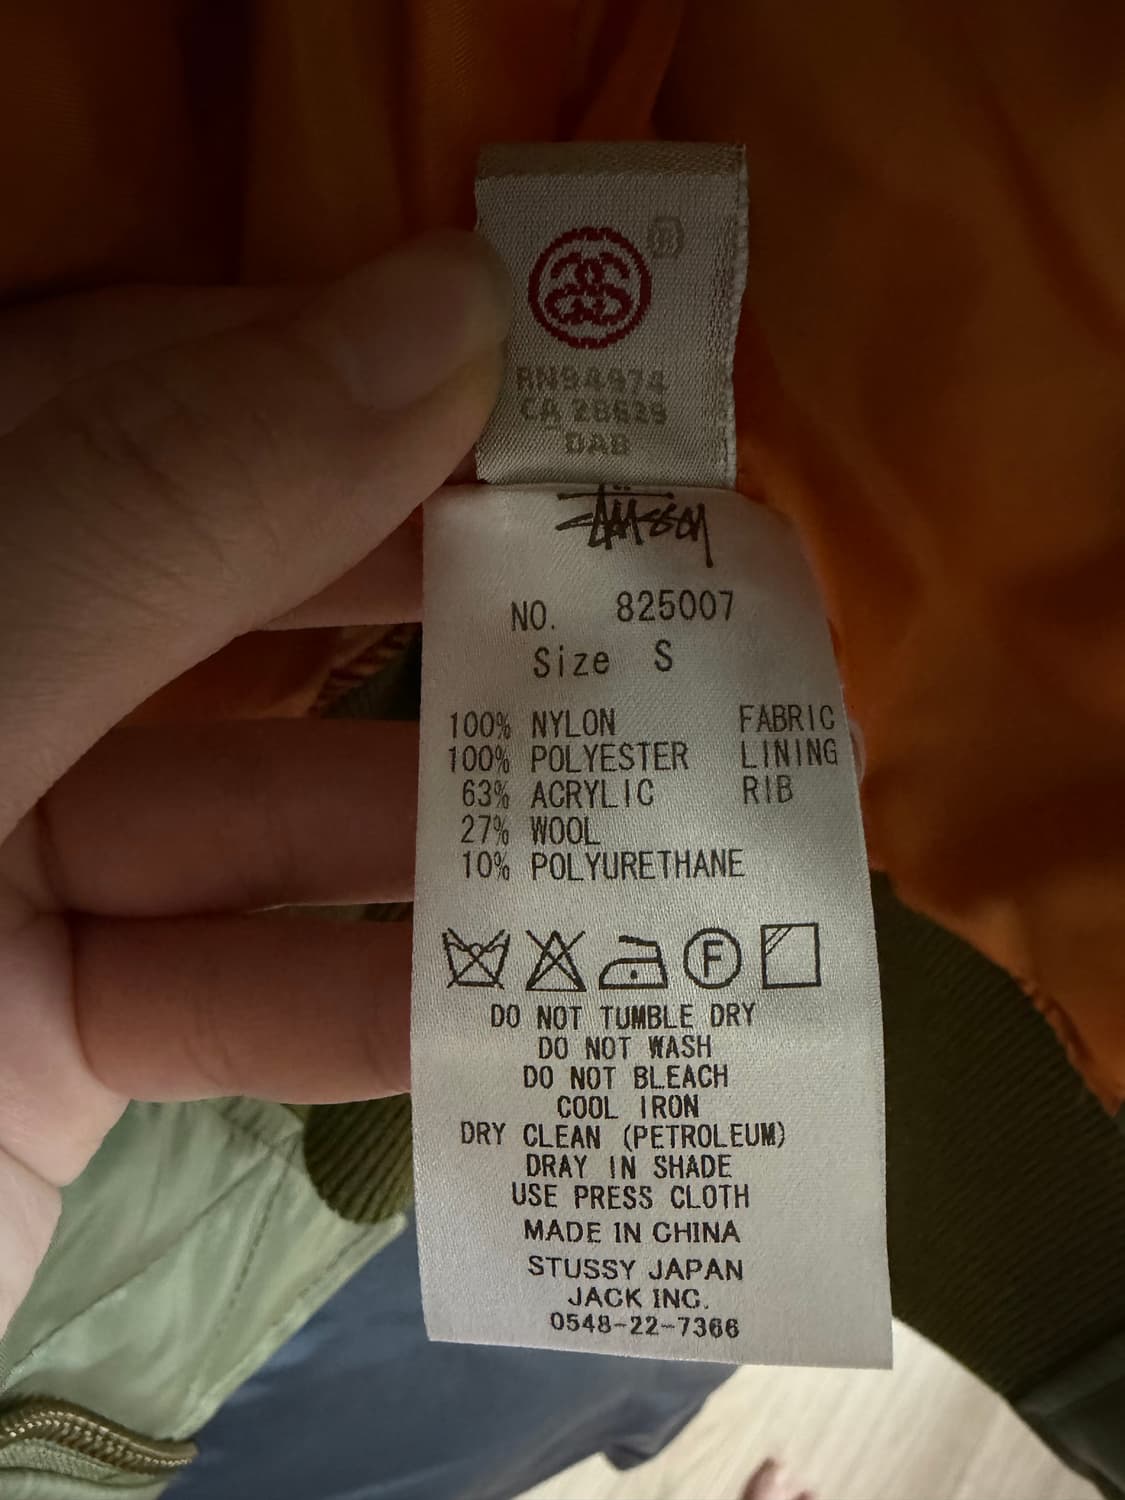 RN94974
CA 28629
DAB
Stüssy
NO. 825007
Size S
100% NYLON FABRIC
100% POLYESTER LINING
63% ACRYLIC RIB
27% WOOL
10% POLYURETHANE
F
DO NOT TUMBLE DRY
DO NOT WASH
DO NOT BLEACH
COOL IRON
DRY CLEAN (PETROLEUM)
DRAY IN SHADE
USE PRESS CLOTH
MADE IN CHINA
STUSSY JAPAN
JACK INC.
0548-22-7366